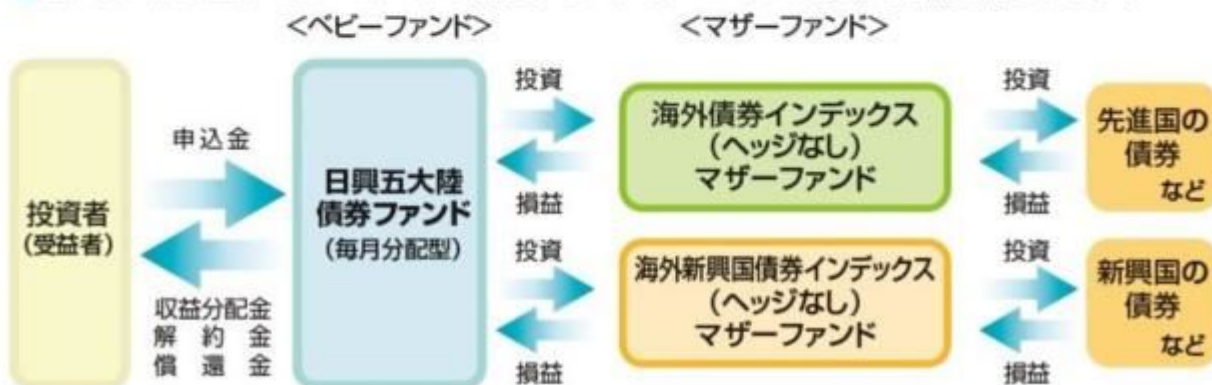 <ベビーファンド>
<マザーファンド>
投資者
(受益者)
申込金
収益分配金
解約金
償還金
日興五大陸
債券ファンド
(毎月分配型)
投資
損益
投資
損益
海外債券インデックス
(ヘッジなし)
マザーファンド
海外新興国債券インデックス
(ヘッジなし)
マザーファンド
投資
損益
投資
損益
先進国の
債券
など
新興国の
債券
など